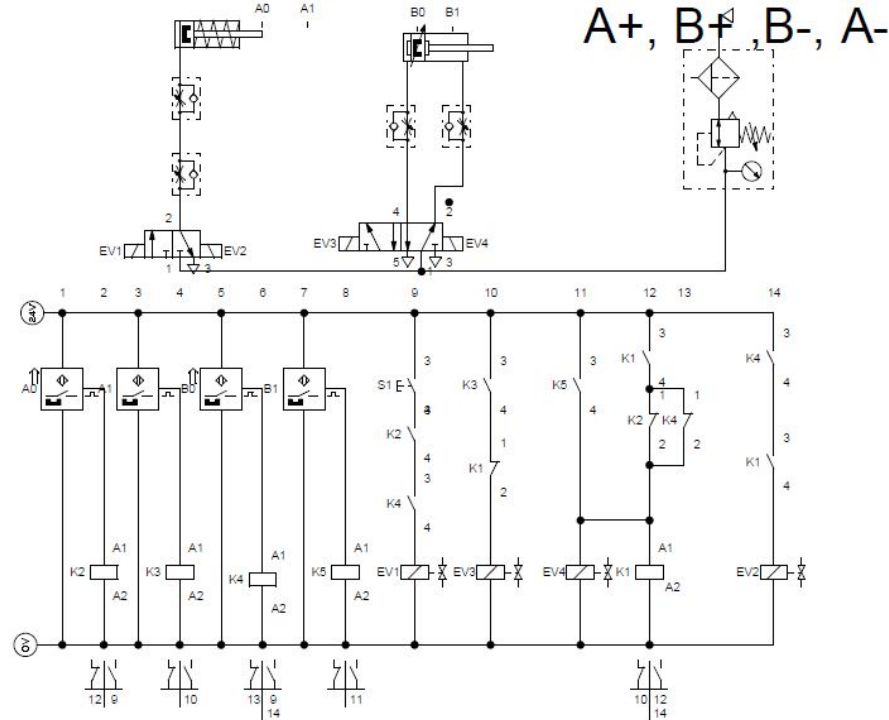 A0 A1
B0 B1
A+, B+ ,B-, A-
2
EV1 EV2
1 3
4 2
EV3 EV4
5 1 3
1 2 3 4 5 6 7 8 9 10 11 12 13 14
24V
A0 A1 B0 B1
3 3 3 3 3
S1 K3 K5 K1 K4
4 4 4 4
1 1
K2 K2 K4
4 1 2 2 3
3 K1 K1
K4 2 4
4
A1 A1 A1 A1 A1
K2 K3 K4 K5 EV1 EV3 EV4 K1 EV2
A2 A2 A2 A2 A2
0V
12 9 10 13 9 11 10 12
14 14